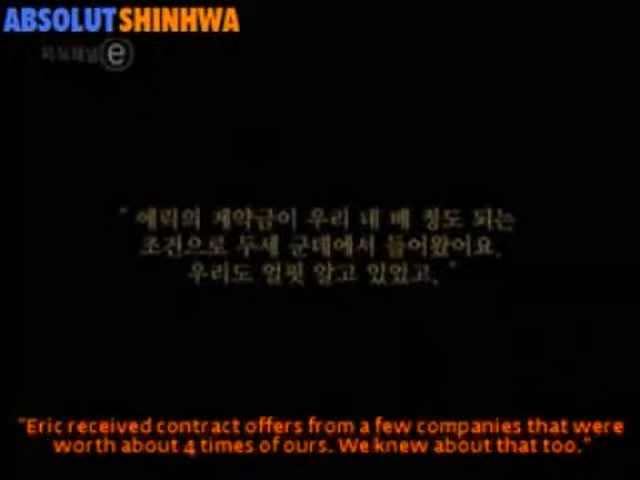 ABSOLUT SHINHWA
e
" 에릭의 계약금이 우리 네 배 정도 되는
조건으로 두세 군데에서 들어왔어요.
우리도 얼핏 알고 있었고, "
"Eric received contract offers from a few companies that were
worth about 4 times of ours. We knew about that too."